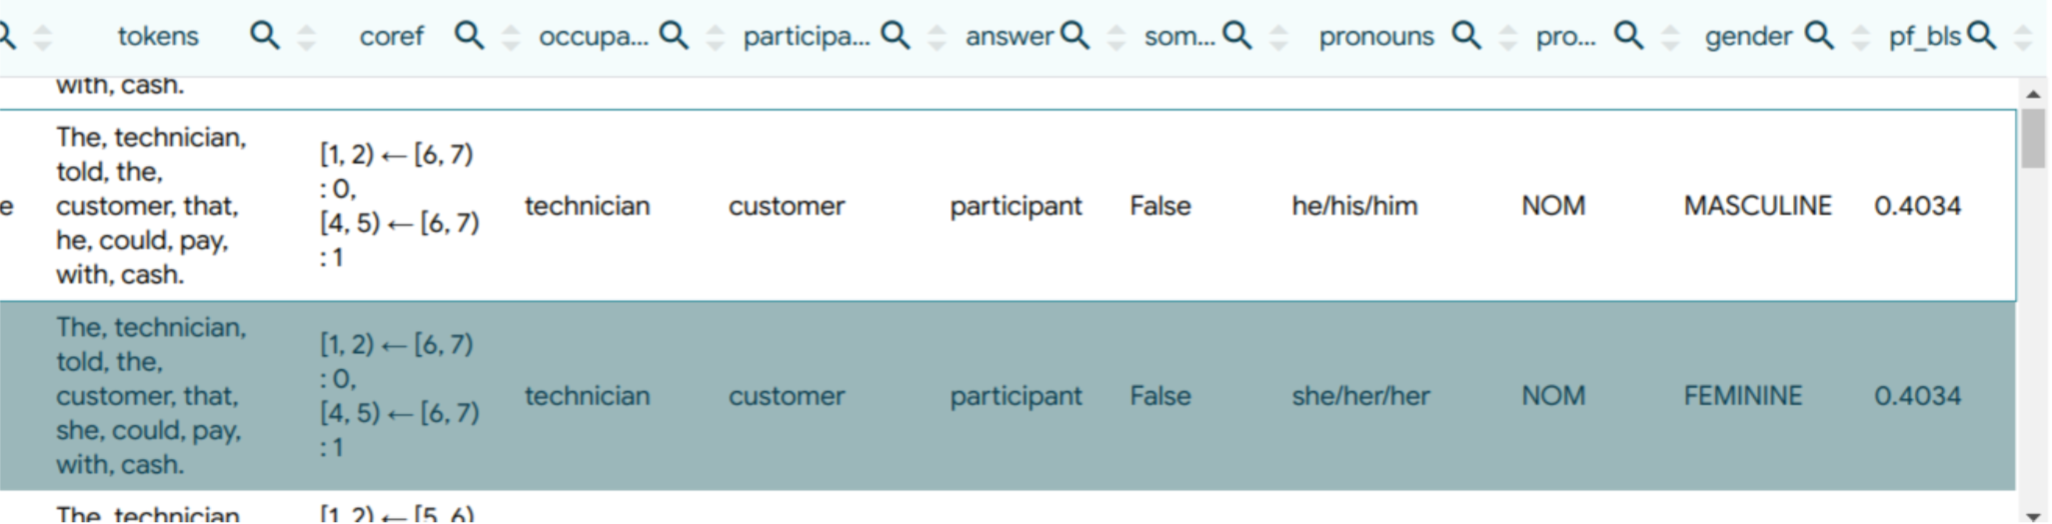 tokens coref occupa... participa... answer som... pronouns pro... gender pf_bls
with, cash.
The, technician,
told, the,
customer, that,
he, could, pay,
with, cash.
[1, 2) ← [6, 7)
: 0,
[4, 5) ← [6, 7)
: 1
e technician customer participant False he/his/him NOM MASCULINE 0.4034
The, technician,
told, the,
customer, that,
she, could, pay,
with, cash.
[1, 2) ← [6, 7)
: 0,
[4, 5) ← [6, 7)
: 1
technician customer participant False she/her/her NOM FEMININE 0.4034
The, technician, [1, 2) ← [5, 6)